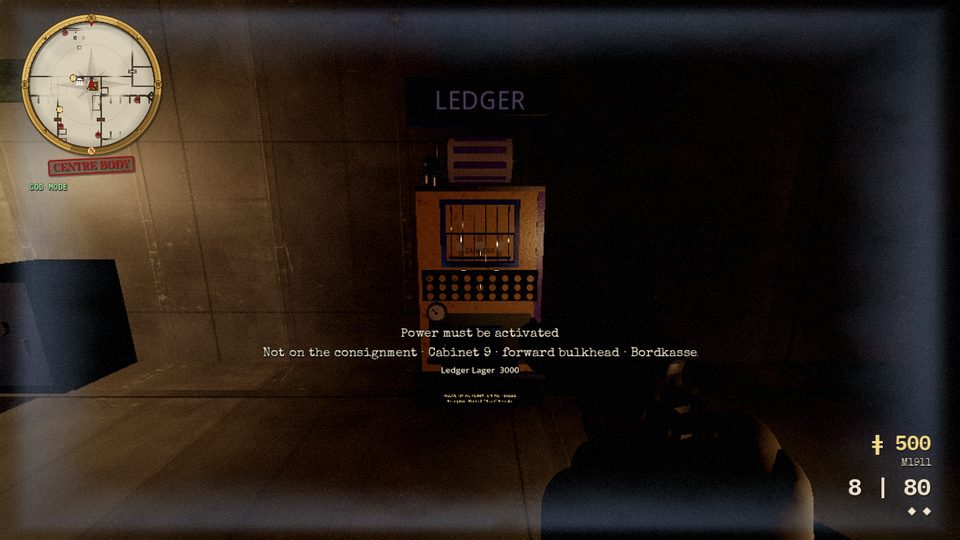 CENTRE BODY
GOD MODE
LEDGER
Power must be activated
Not on the consignment · Cabinet 9 · forward bulkhead · Bordkasse
Ledger Lager 3000
500
M1911
8 | 80